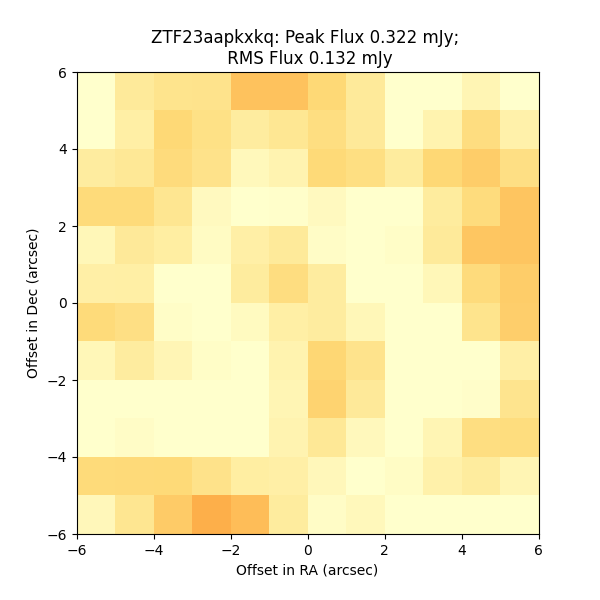 ZTF23aapkxkq: Peak Flux 0.322 mJy;
RMS Flux 0.132 mJy
6
4
2
0
−2
−4
−6
Offset in Dec (arcsec)
−6 −4 −2 0 2 4 6
Offset in RA (arcsec)